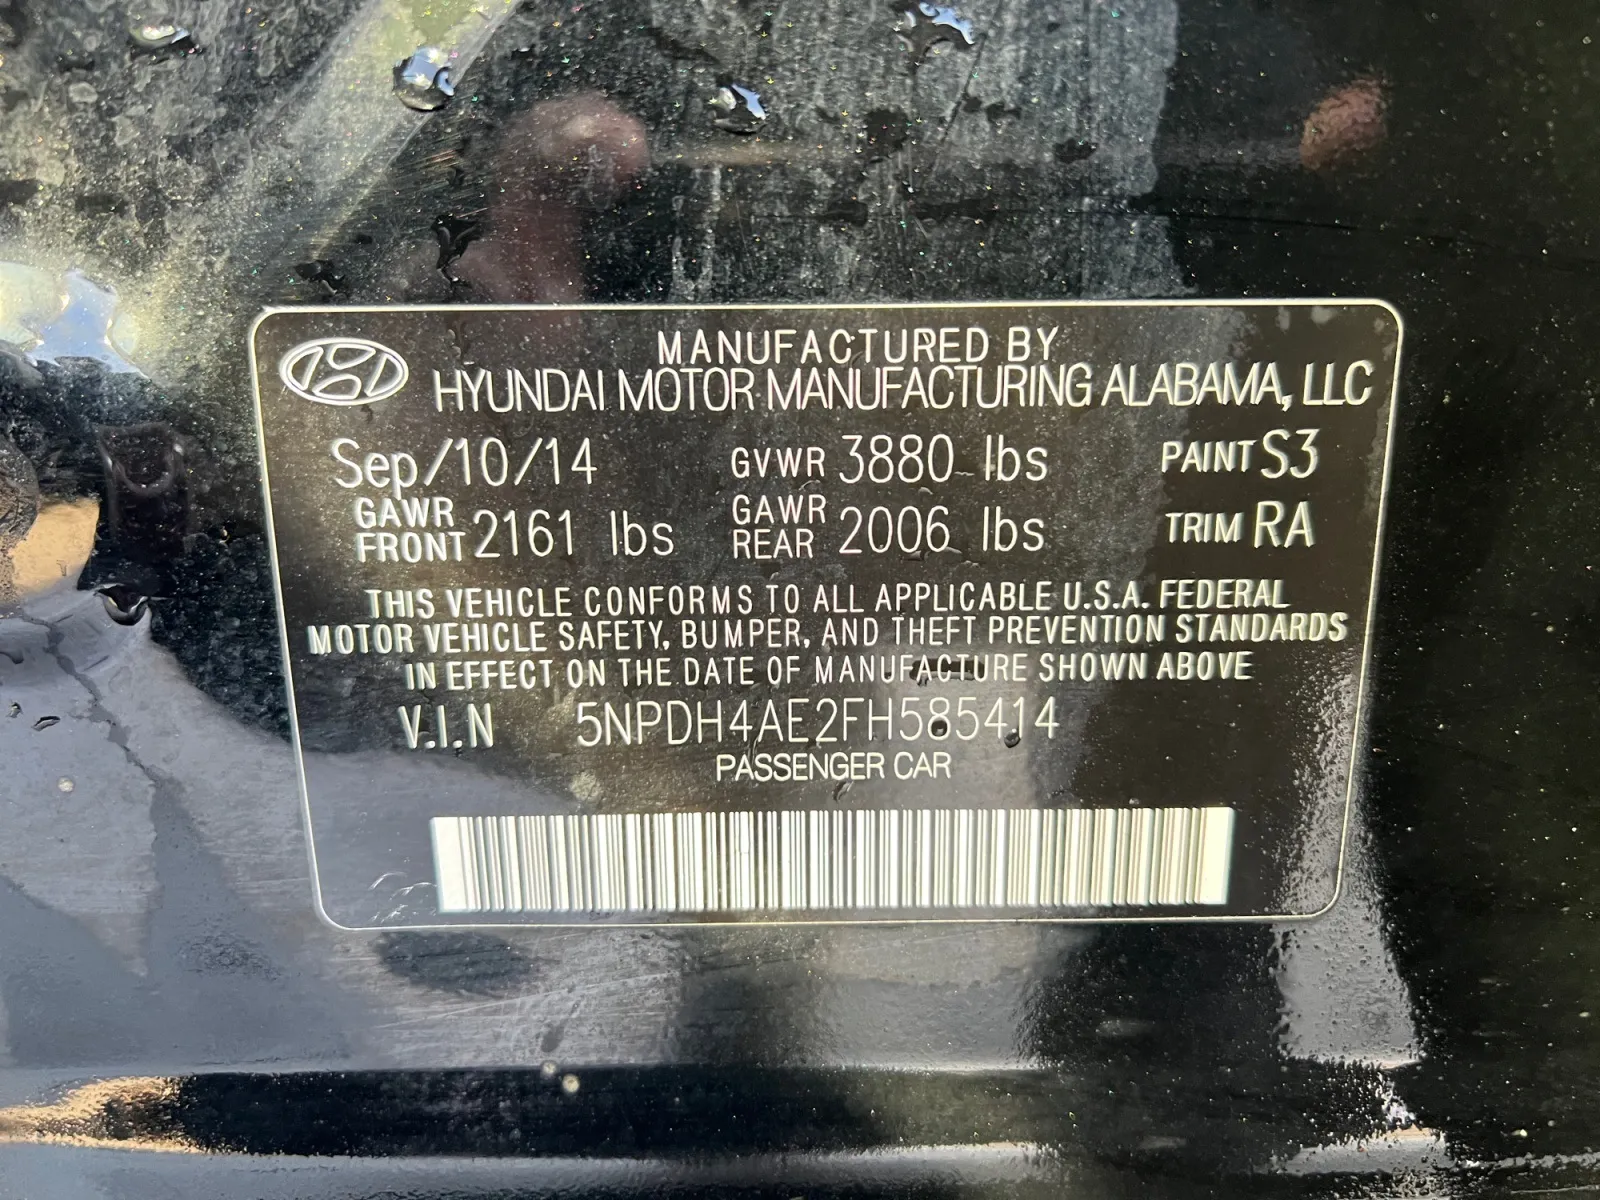 MANUFACTURED BY
HYUNDAI MOTOR MANUFACTURING ALABAMA, LLC
Sep/10/14 GVWR 3880 lbs PAINT S3
GAWR FRONT 2161 lbs GAWR REAR 2006 lbs TRIM RA
THIS VEHICLE CONFORMS TO ALL APPLICABLE U.S.A. FEDERAL
MOTOR VEHICLE SAFETY, BUMPER, AND THEFT PREVENTION STANDARDS
IN EFFECT ON THE DATE OF MANUFACTURE SHOWN ABOVE
V.I.N 5NPDH4AE2FH585414
PASSENGER CAR